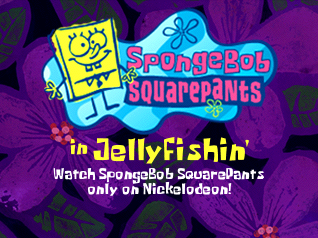 SpongeBob
SQUAREPANTS
in Jellyfishin'
Watch SpongeBob SquarePants
only on Nickelodeon!